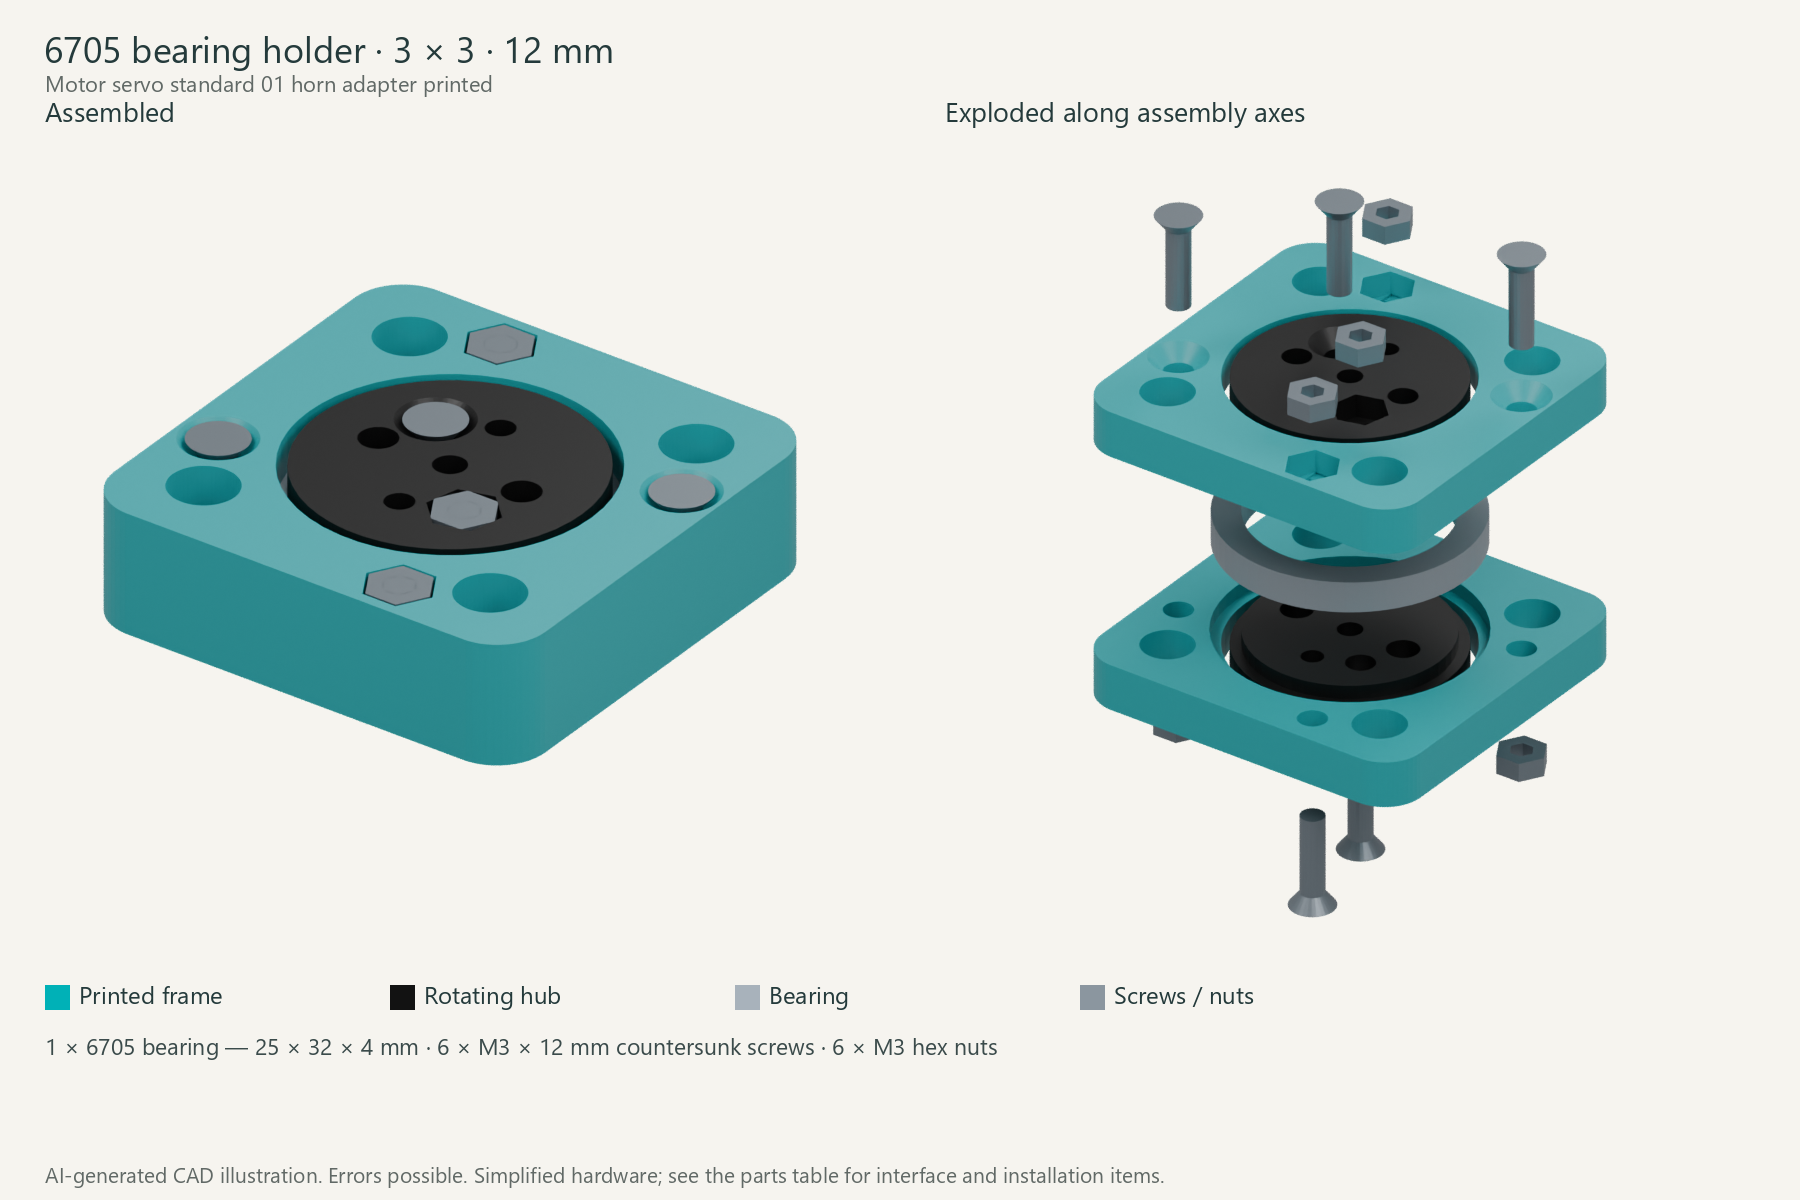 6705 bearing holder · 3 × 3 · 12 mm
Motor servo standard 01 horn adapter printed
Assembled
Exploded along assembly axes
Printed frame
Rotating hub
Bearing
Screws / nuts
1 × 6705 bearing — 25 × 32 × 4 mm · 6 × M3 × 12 mm countersunk screws · 6 × M3 hex nuts
AI-generated CAD illustration. Errors possible. Simplified hardware; see the parts table for interface and installation items.